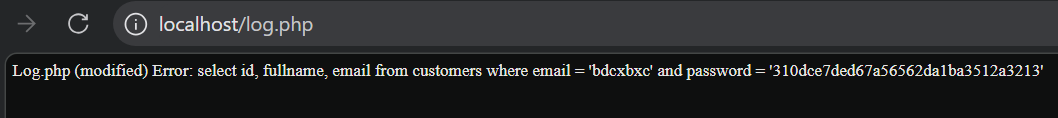 localhost/log.php
Log.php (modified) Error: select id, fullname, email from customers where email = 'bdcxbxc' and password = '310dce7ded67a56562da1ba3512a3213'